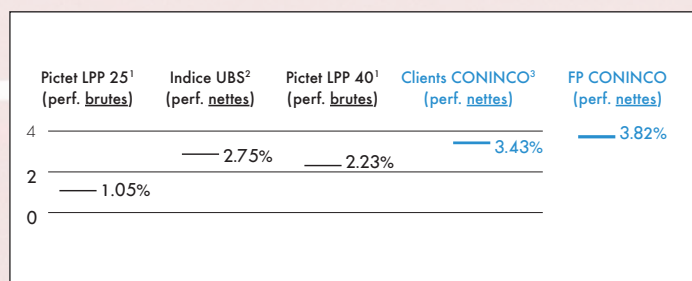 Pictet LPP 25¹
(perf. brutes)
Indice UBS²
(perf. nettes)
Pictet LPP 40¹
(perf. brutes)
Clients CONINCO³
(perf. nettes)
FP CONINCO
(perf. nettes)
4
3.82%
3.43%
2.75%
2.23%
2
1.05%
0